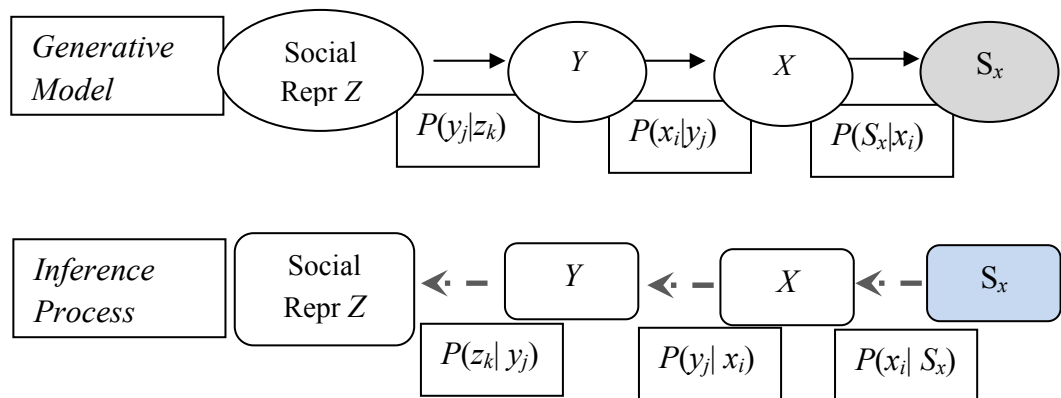 Generative
Model
Social
Repr Z
Y
X
Sx
P(yj|zk)
P(xi|yj)
P(Sx|xi)
Inference
Process
Social
Repr Z
Y
X
Sx
P(zk| yj)
P(yj| xi)
P(xi| Sx)